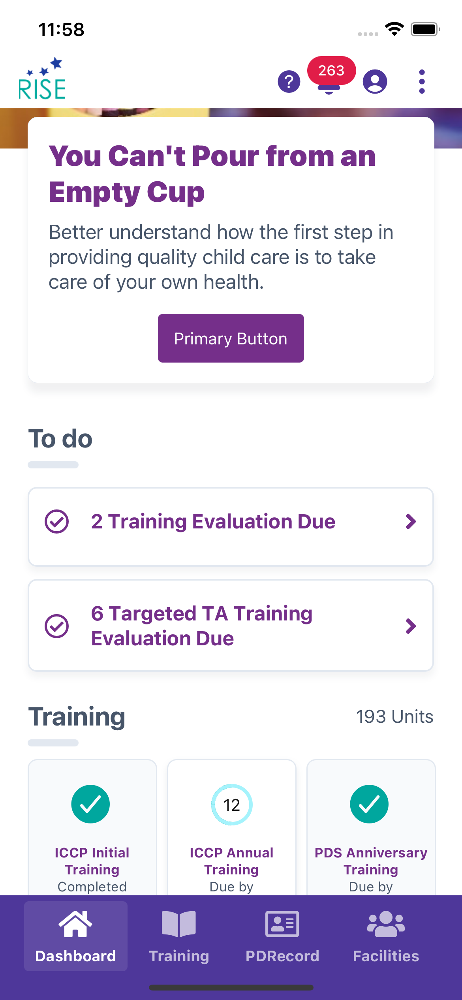 11:58
RISE
?
263
You Can't Pour from an
Empty Cup
Better understand how the first step in
providing quality child care is to take
care of your own health.
Primary Button
To do
2 Training Evaluation Due
6 Targeted TA Training
Evaluation Due
Training
193 Units
12
ICCP Initial
Training
Completed
ICCP Annual
Training
Due by
PDS Anniversary
Training
Due by
Dashboard
Training
PDRecord
Facilities